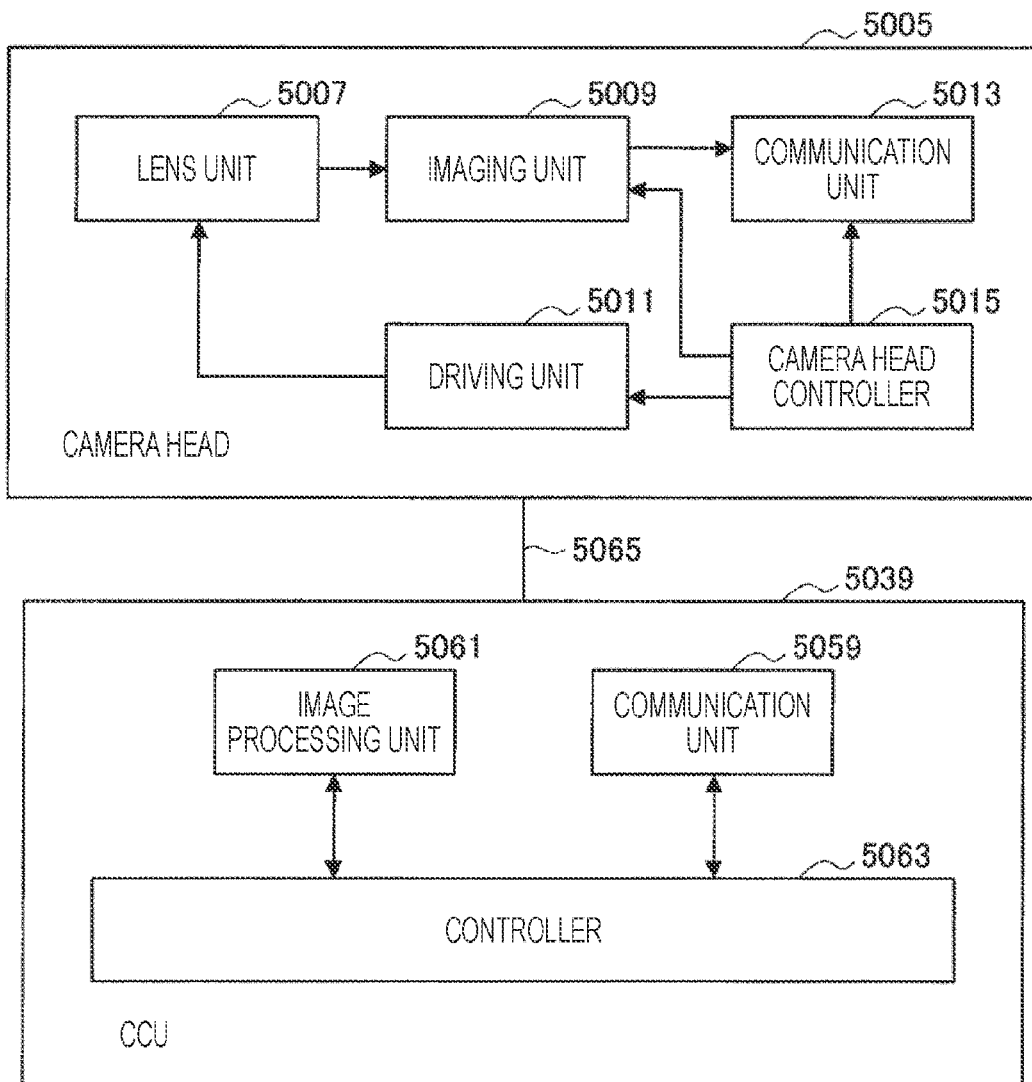 5005
5007
5009
5013
LENS UNIT
IMAGING UNIT
COMMUNICATION
UNIT
5011
5015
DRIVING UNIT
CAMERA HEAD
CONTROLLER
CAMERA HEAD
5065
5039
5061
5059
IMAGE
PROCESSING UNIT
COMMUNICATION
UNIT
5063
CONTROLLER
CCU